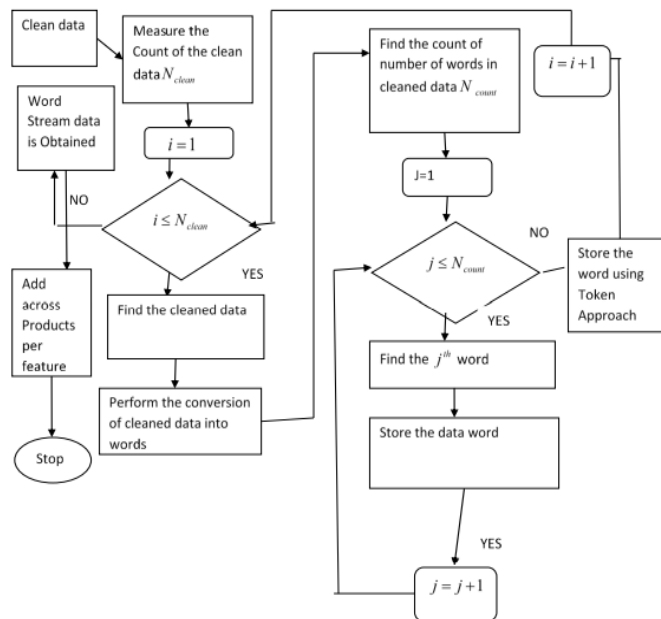 Clean data
Measure the
Count of the clean
data N_clean
i = 1
i ≤ N_clean
NO
YES
Word
Stream data
is Obtained
Add
across
Products
per
feature
Stop
Find the cleaned data
Perform the conversion
of cleaned data into
words
Find the count of
number of words in
cleaned data N_count
J=1
j ≤ N_count
NO
YES
Store the
word using
Token
Approach
i = i + 1
Find the j^th word
Store the data word
YES
j = j + 1